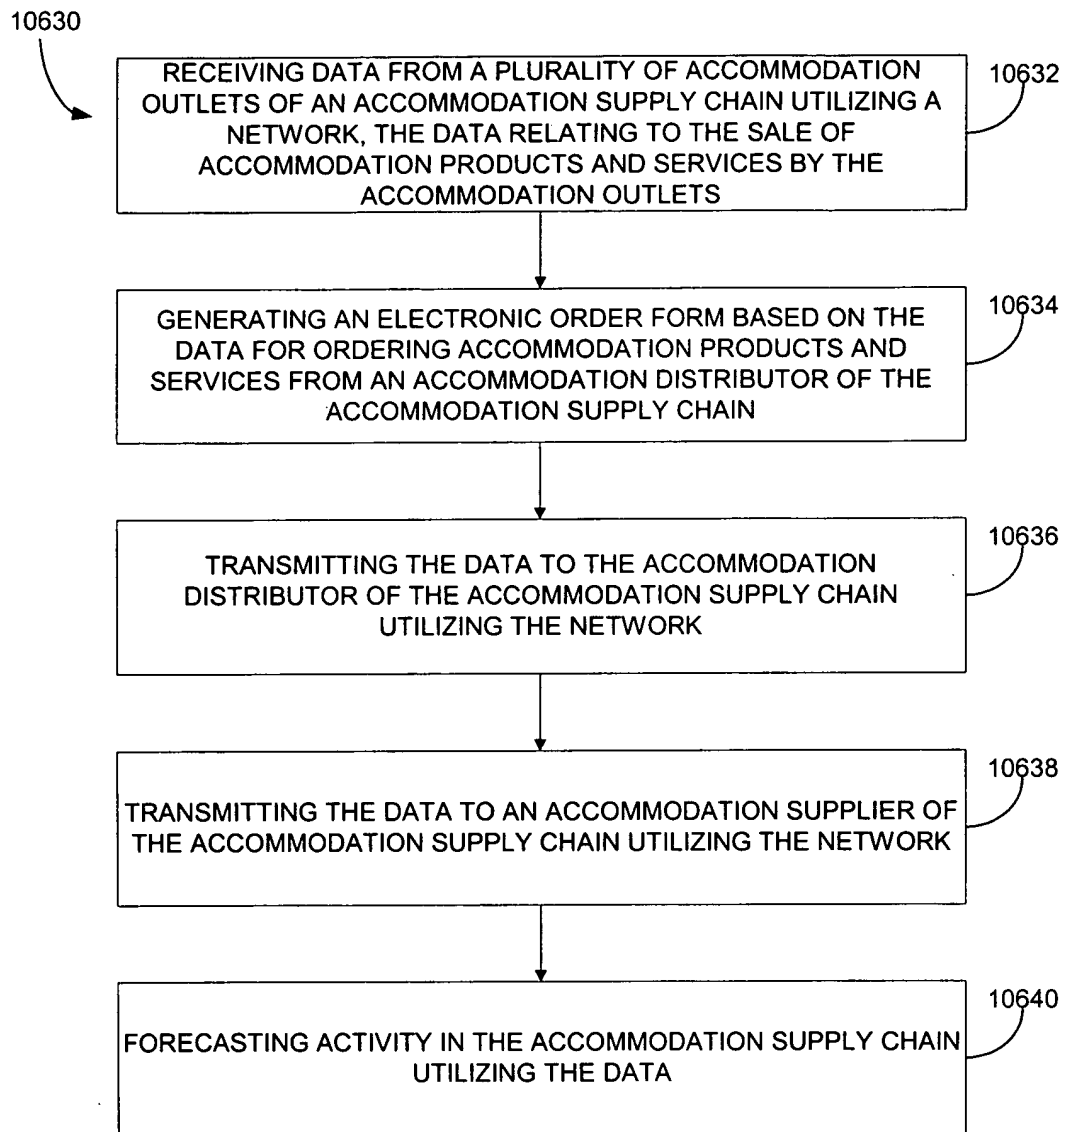 10630
RECEIVING DATA FROM A PLURALITY OF ACCOMMODATION
OUTLETS OF AN ACCOMMODATION SUPPLY CHAIN UTILIZING A
NETWORK, THE DATA RELATING TO THE SALE OF
ACCOMMODATION PRODUCTS AND SERVICES BY THE
ACCOMMODATION OUTLETS
10632
GENERATING AN ELECTRONIC ORDER FORM BASED ON THE
DATA FOR ORDERING ACCOMMODATION PRODUCTS AND
SERVICES FROM AN ACCOMMODATION DISTRIBUTOR OF THE
ACCOMMODATION SUPPLY CHAIN
10634
TRANSMITTING THE DATA TO THE ACCOMMODATION
DISTRIBUTOR OF THE ACCOMMODATION SUPPLY CHAIN
UTILIZING THE NETWORK
10636
TRANSMITTING THE DATA TO AN ACCOMMODATION SUPPLIER OF
THE ACCOMMODATION SUPPLY CHAIN UTILIZING THE NETWORK
10638
FORECASTING ACTIVITY IN THE ACCOMMODATION SUPPLY CHAIN
UTILIZING THE DATA
10640